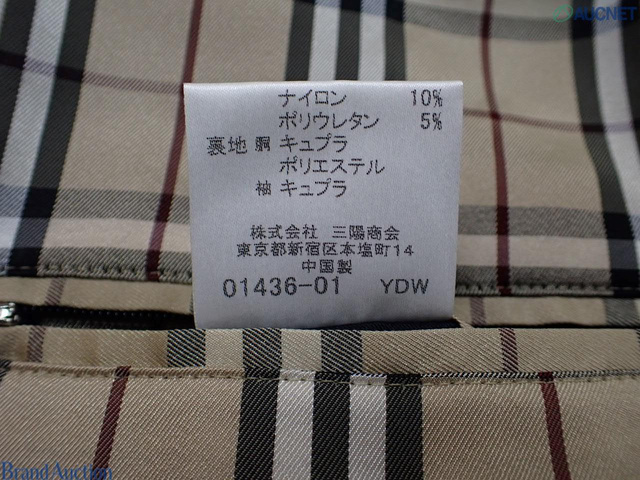 AUCNET
ナイロン 10%
ポリウレタン 5%
裏地 胴 キュプラ
ポリエステル
袖 キュプラ
株式会社 三陽商会
東京都新宿区本塩町14
中国製
01436-01 YDW
Brand Auction